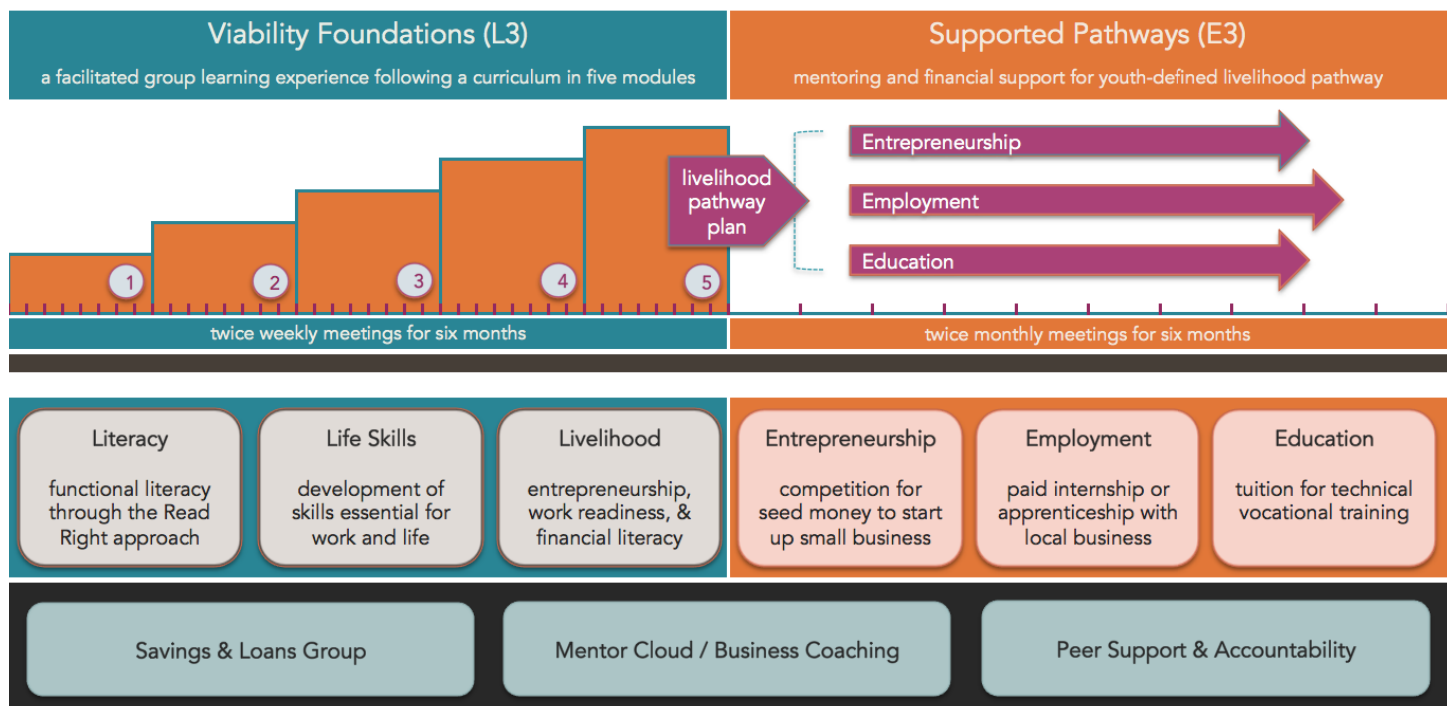 Viability Foundations (L3)
a facilitated group learning experience following a curriculum in five modules
Supported Pathways (E3)
mentoring and financial support for youth-defined livelihood pathway
1
2
3
4
5
livelihood
pathway
plan
Entrepreneurship
Employment
Education
twice weekly meetings for six months
twice monthly meetings for six months
Literacy
functional literacy
through the Read
Right approach
Life Skills
development of
skills essential for
work and life
Livelihood
entrepreneurship,
work readiness, &
financial literacy
Entrepreneurship
competition for
seed money to start
up small business
Employment
paid internship or
apprenticeship with
local business
Education
tuition for technical
vocational training
Savings & Loans Group
Mentor Cloud / Business Coaching
Peer Support & Accountability